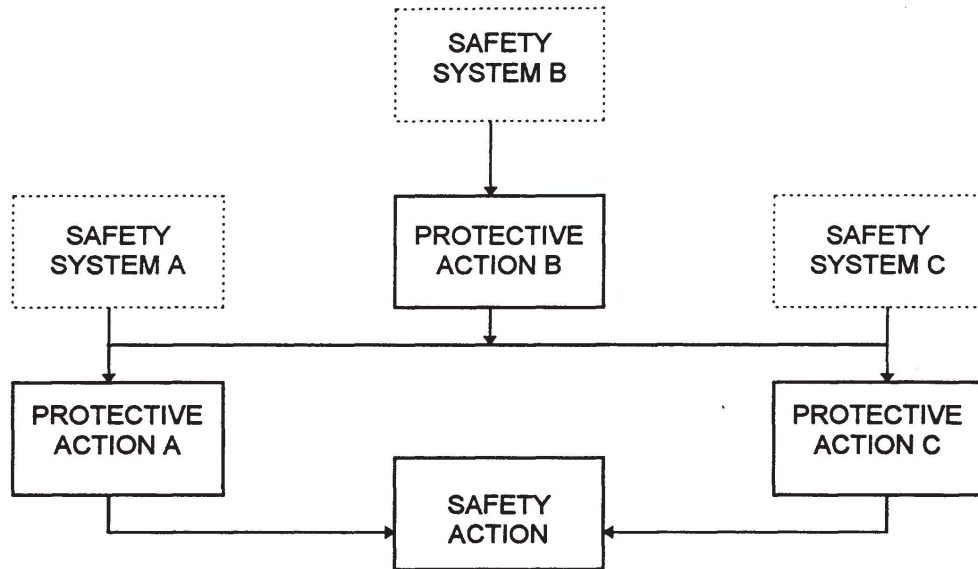 SAFETY
SYSTEM B
SAFETY
SYSTEM A
PROTECTIVE
ACTION B
SAFETY
SYSTEM C
PROTECTIVE
ACTION A
SAFETY
ACTION
PROTECTIVE
ACTION C